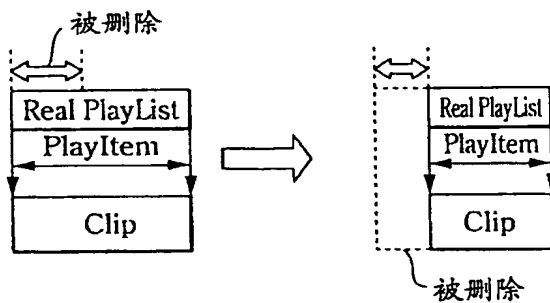 被删除
Real PlayList
PlayItem
Clip
Real PlayList
PlayItem
Clip
被删除